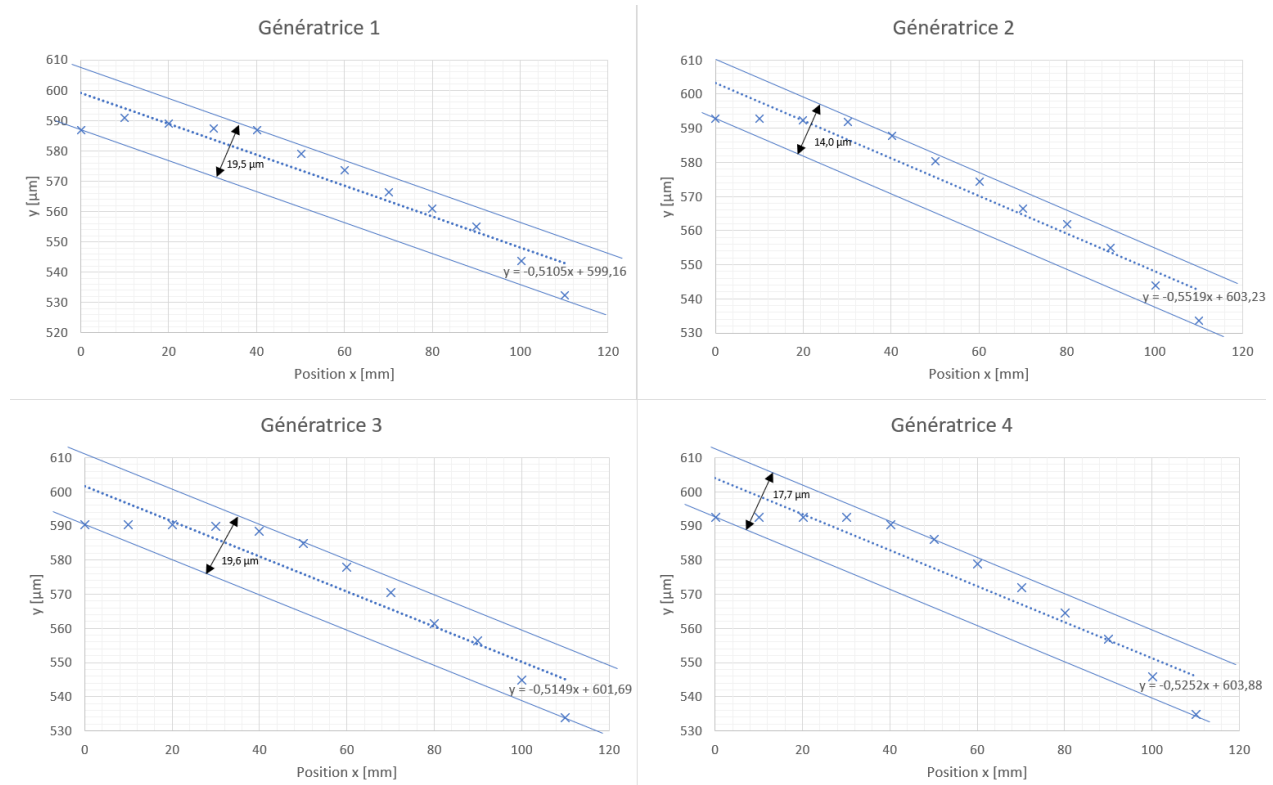 Génératrice 1
610
600
590
580
570
560
550
540
530
520
y [µm]
19,5 µm
y = -0,5105x + 599,16
0 20 40 60 80 100 120
Position x [mm]
Génératrice 2
610
600
590
580
570
560
550
540
530
y [µm]
14,0 µm
y = -0,5519x + 603,23
0 20 40 60 80 100 120
Position x [mm]
Génératrice 3
610
600
590
580
570
560
550
540
530
y [µm]
19,6 µm
y = -0,5149x + 601,69
0 20 40 60 80 100 120
Position x [mm]
Génératrice 4
610
600
590
580
570
560
550
540
530
y [µm]
17,7 µm
y = -0,5252x + 603,88
0 20 40 60 80 100 120
Position x [mm]